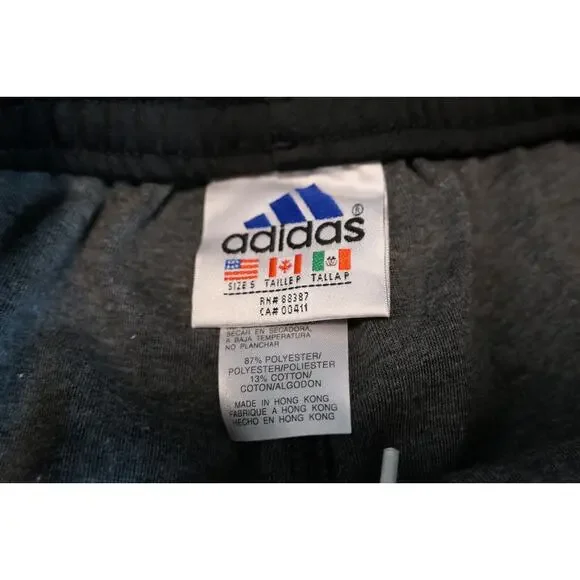 adidas®
SIZE S TAILLE P TALLA P
RN# 88387
CA# 00411
SECAR EN SECADORA,
A BAJA TEMPERATURA
NO PLANCHAR
87% POLYESTER/
POLYESTER/POLIESTER
13% COTTON/
COTON/ALGODON
MADE IN HONG KONG
FABRIQUE A HONG KONG
HECHO EN HONG KONG